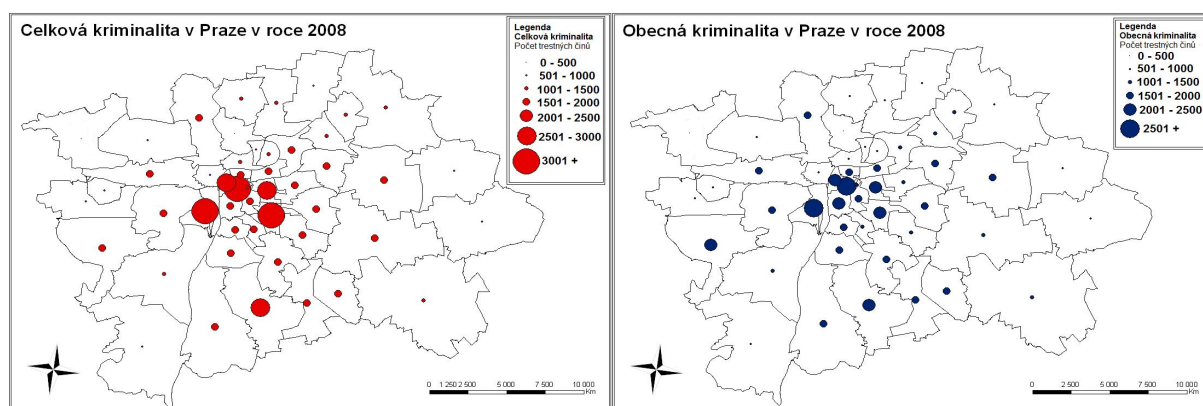 Celková kriminalita v Praze v roce 2008
Legenda
Celková kriminalita
Počet trestných činů
0 - 500
501 - 1000
1001 - 1500
1501 - 2000
2001 - 2500
2501 - 3000
3001 +
0 1 250 2 500 5 000 7 500 10 000
Km
Obecná kriminalita v Praze v roce 2008
Legenda
Obecná kriminalita
Počet trestných činů
0 - 500
501 - 1000
1001 - 1500
1501 - 2000
2001 - 2500
2501 +
0 2 500 5 000 7 500 10 000
Km